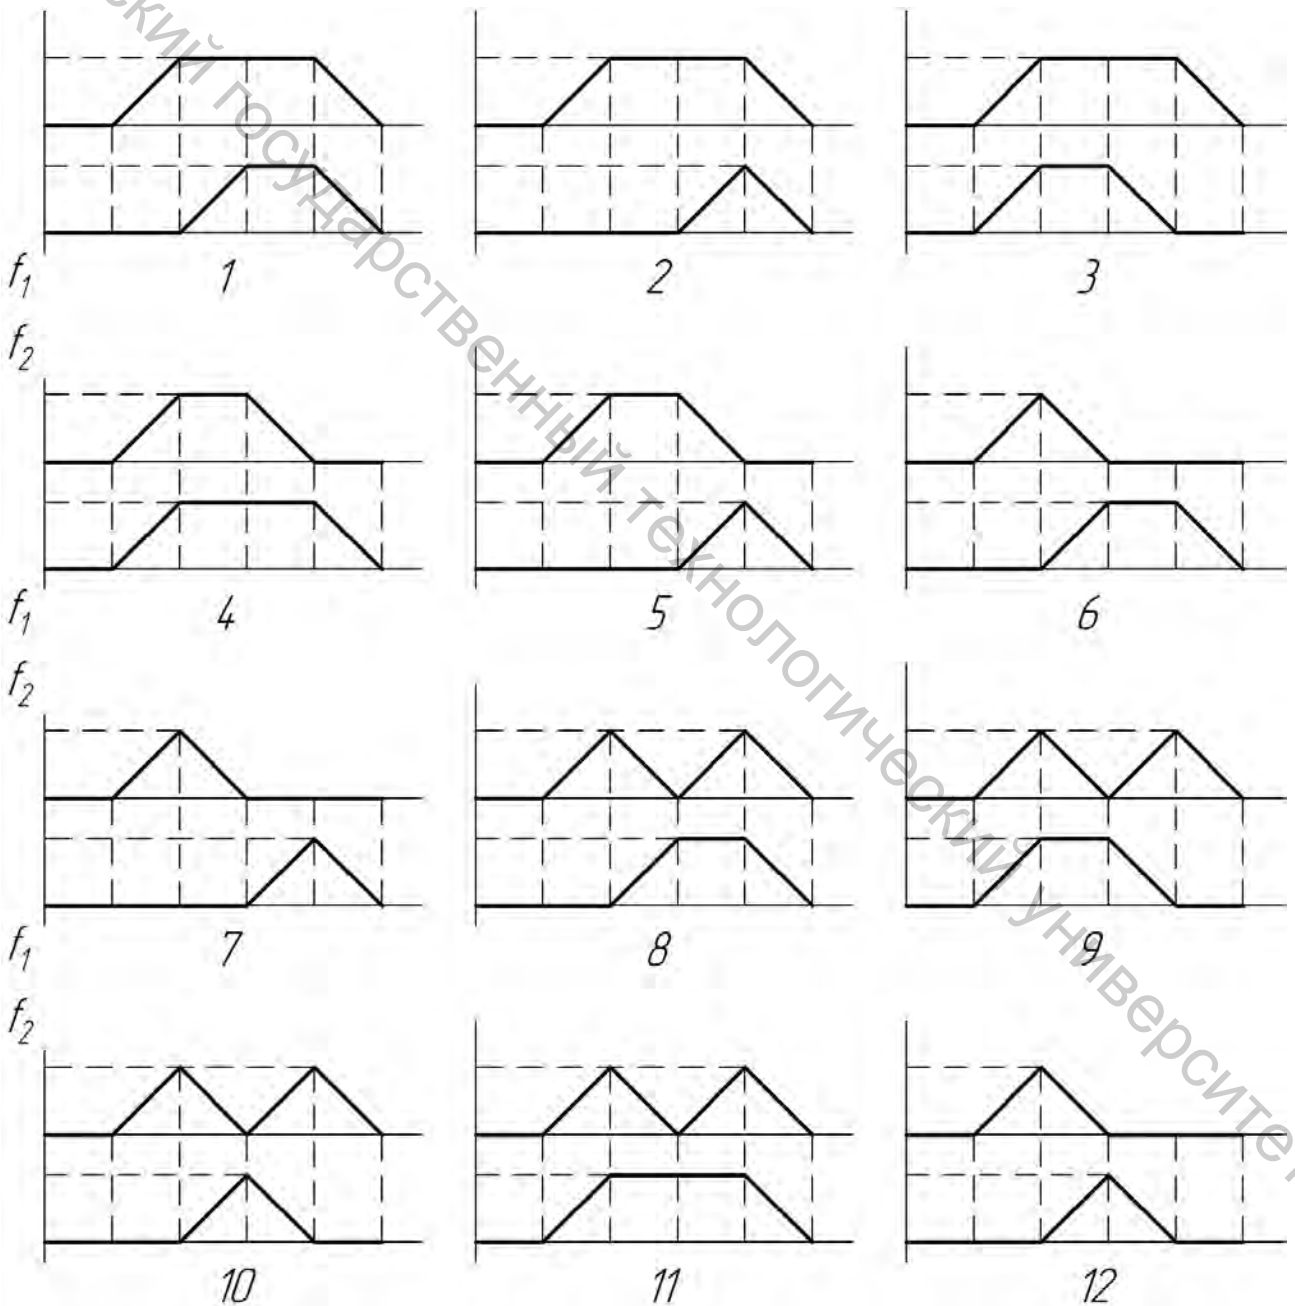 ский государственный технологический университет
1 2 3
f₁
f₂
4 5 6
f₁
f₂
7 8 9
f₁
f₂
10 11 12